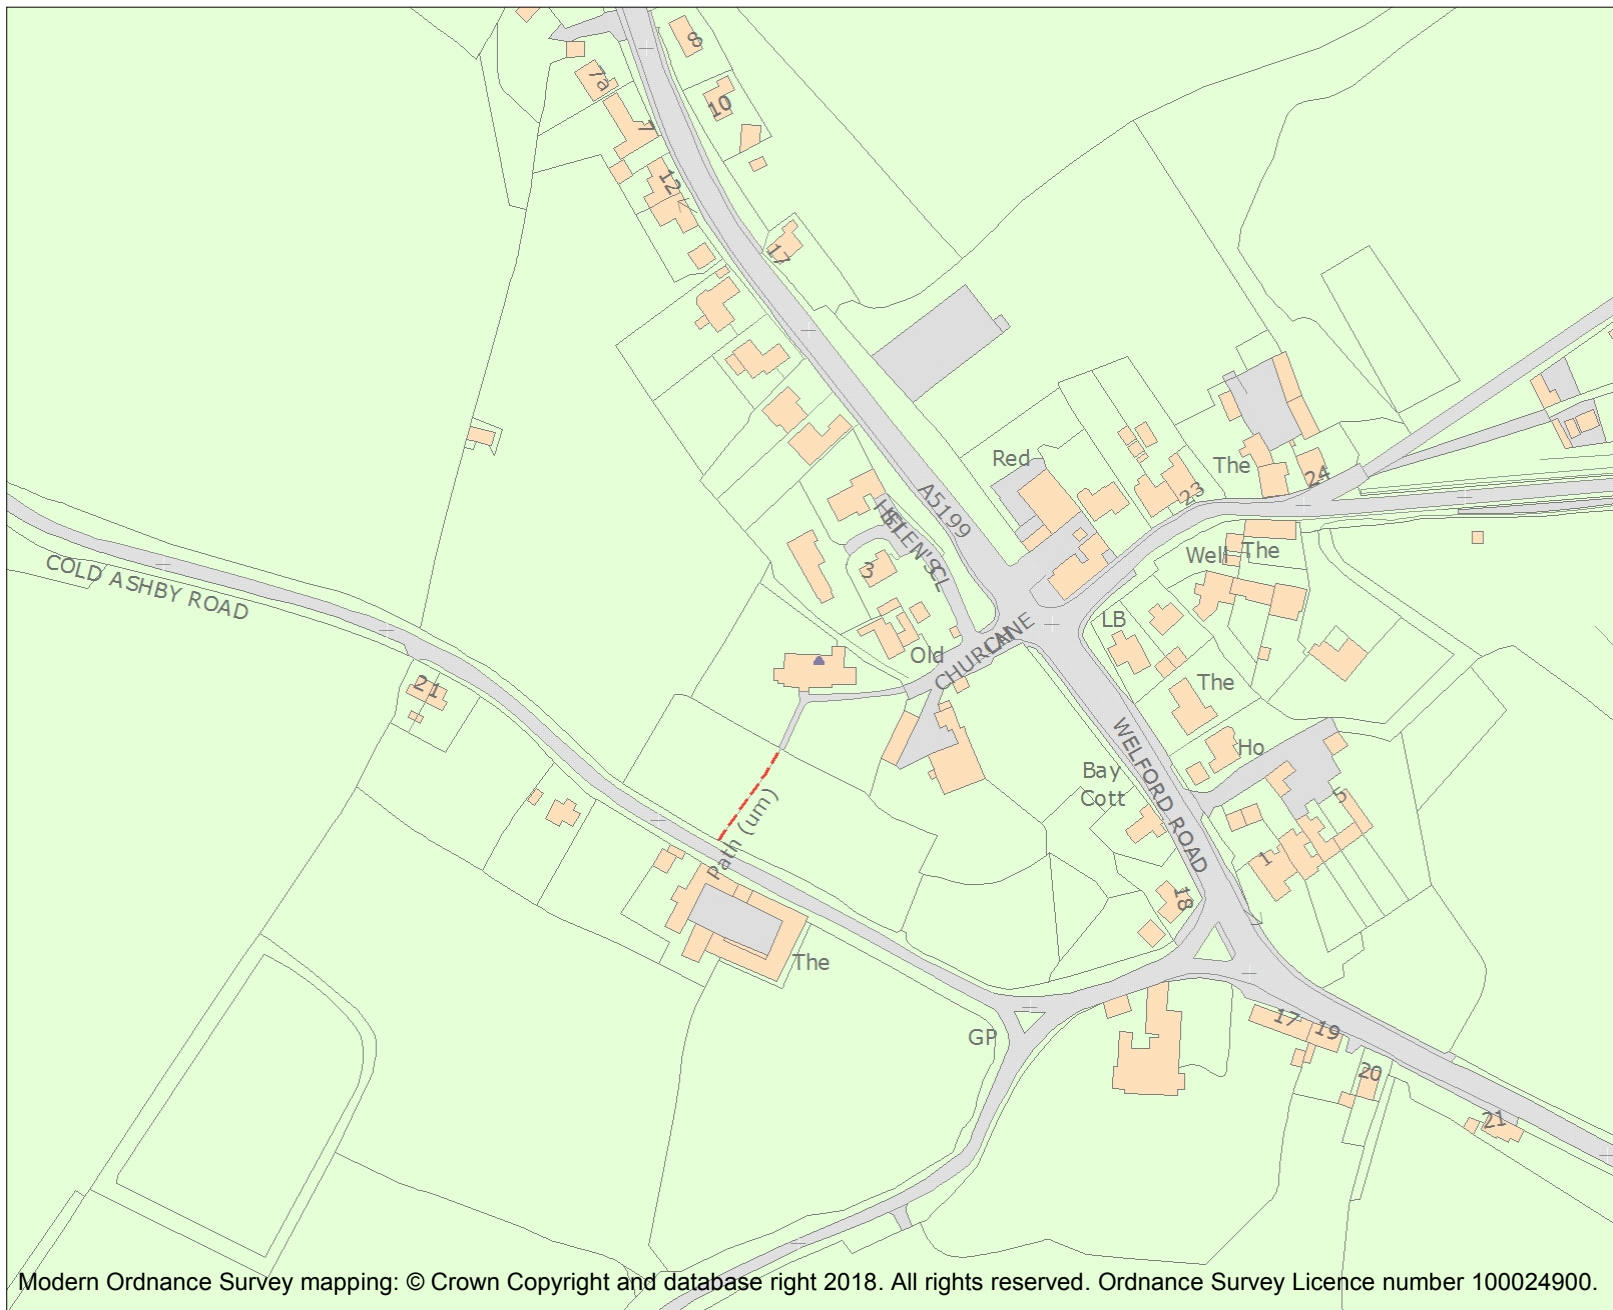 8
7a
10
7
12
17
A5199
Red
23
The
24
HELEN'S CL
3
Well
The
LB
COLD ASHBY ROAD
CHURCH LANE
Old
The
21
WELFORD ROAD
Ho
Bay
Cott
5
Path (um)
1
18
The
GP
17
19
20
21
Modern Ordnance Survey mapping: © Crown Copyright and database right 2018. All rights reserved. Ordnance Survey Licence number 100024900.